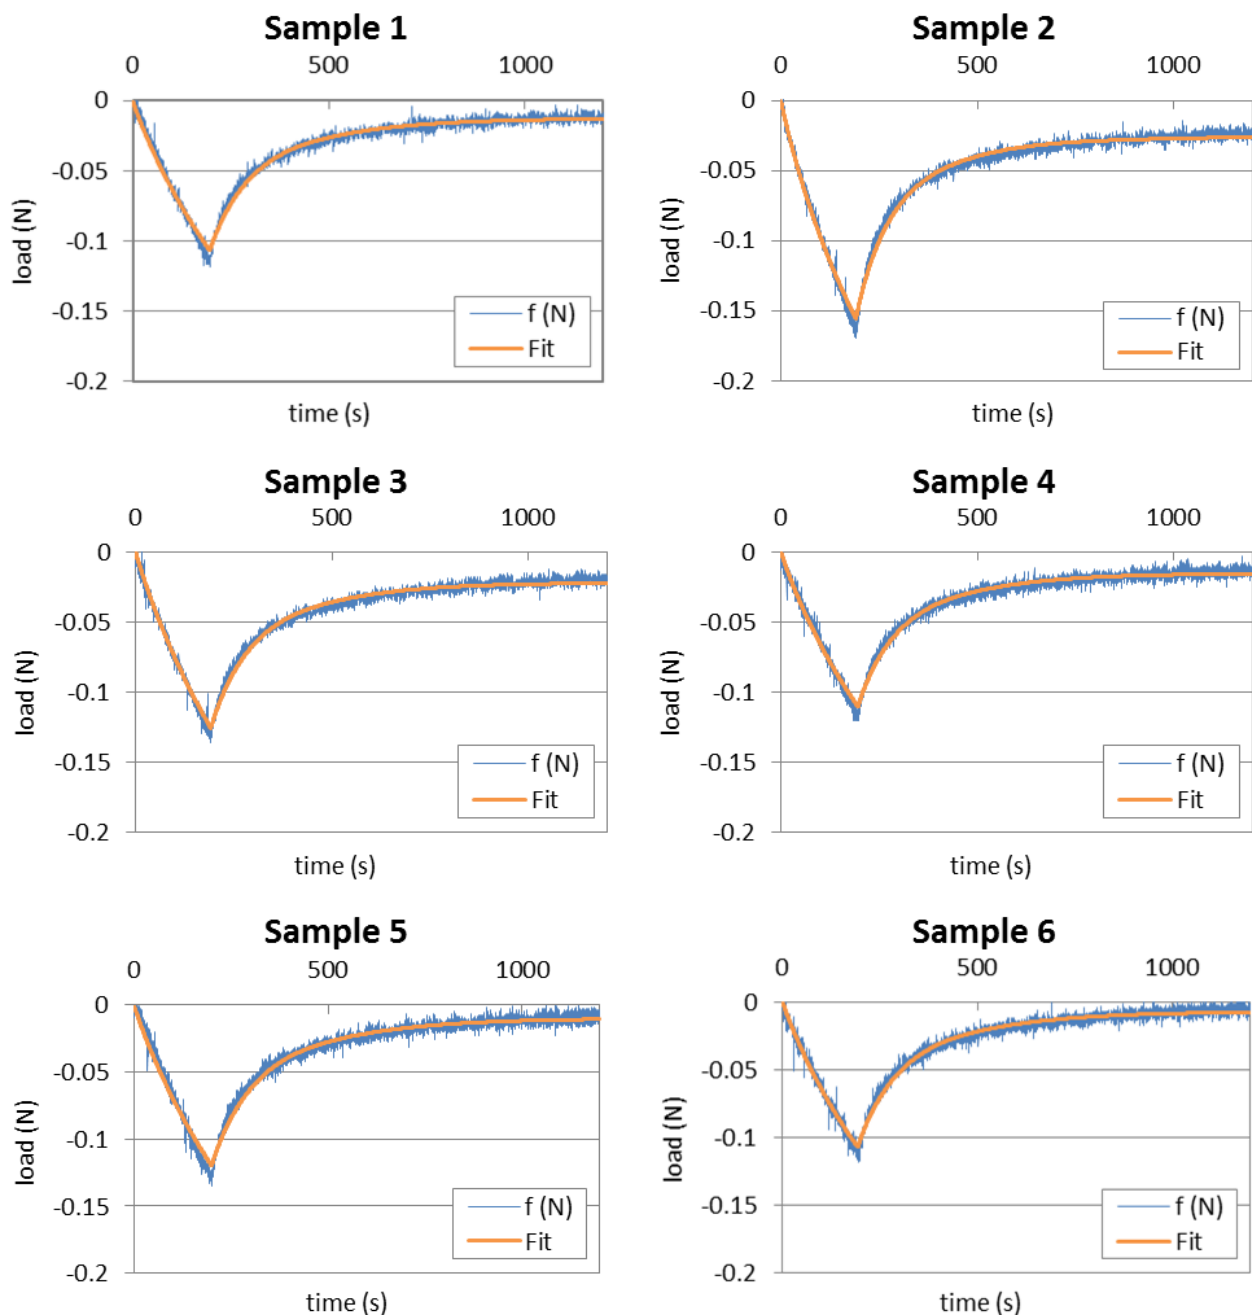 Sample 1
0 500 1000
0
-0.05
-0.1
-0.15
-0.2
load (N)
f (N)
Fit
time (s)
Sample 2
0 500 1000
0
-0.05
-0.1
-0.15
-0.2
load (N)
f (N)
Fit
time (s)
Sample 3
0 500 1000
0
-0.05
-0.1
-0.15
-0.2
load (N)
f (N)
Fit
time (s)
Sample 4
0 500 1000
0
-0.05
-0.1
-0.15
-0.2
load (N)
f (N)
Fit
time (s)
Sample 5
0 500 1000
0
-0.05
-0.1
-0.15
-0.2
load (N)
f (N)
Fit
time (s)
Sample 6
0 500 1000
0
-0.05
-0.1
-0.15
-0.2
load (N)
f (N)
Fit
time (s)